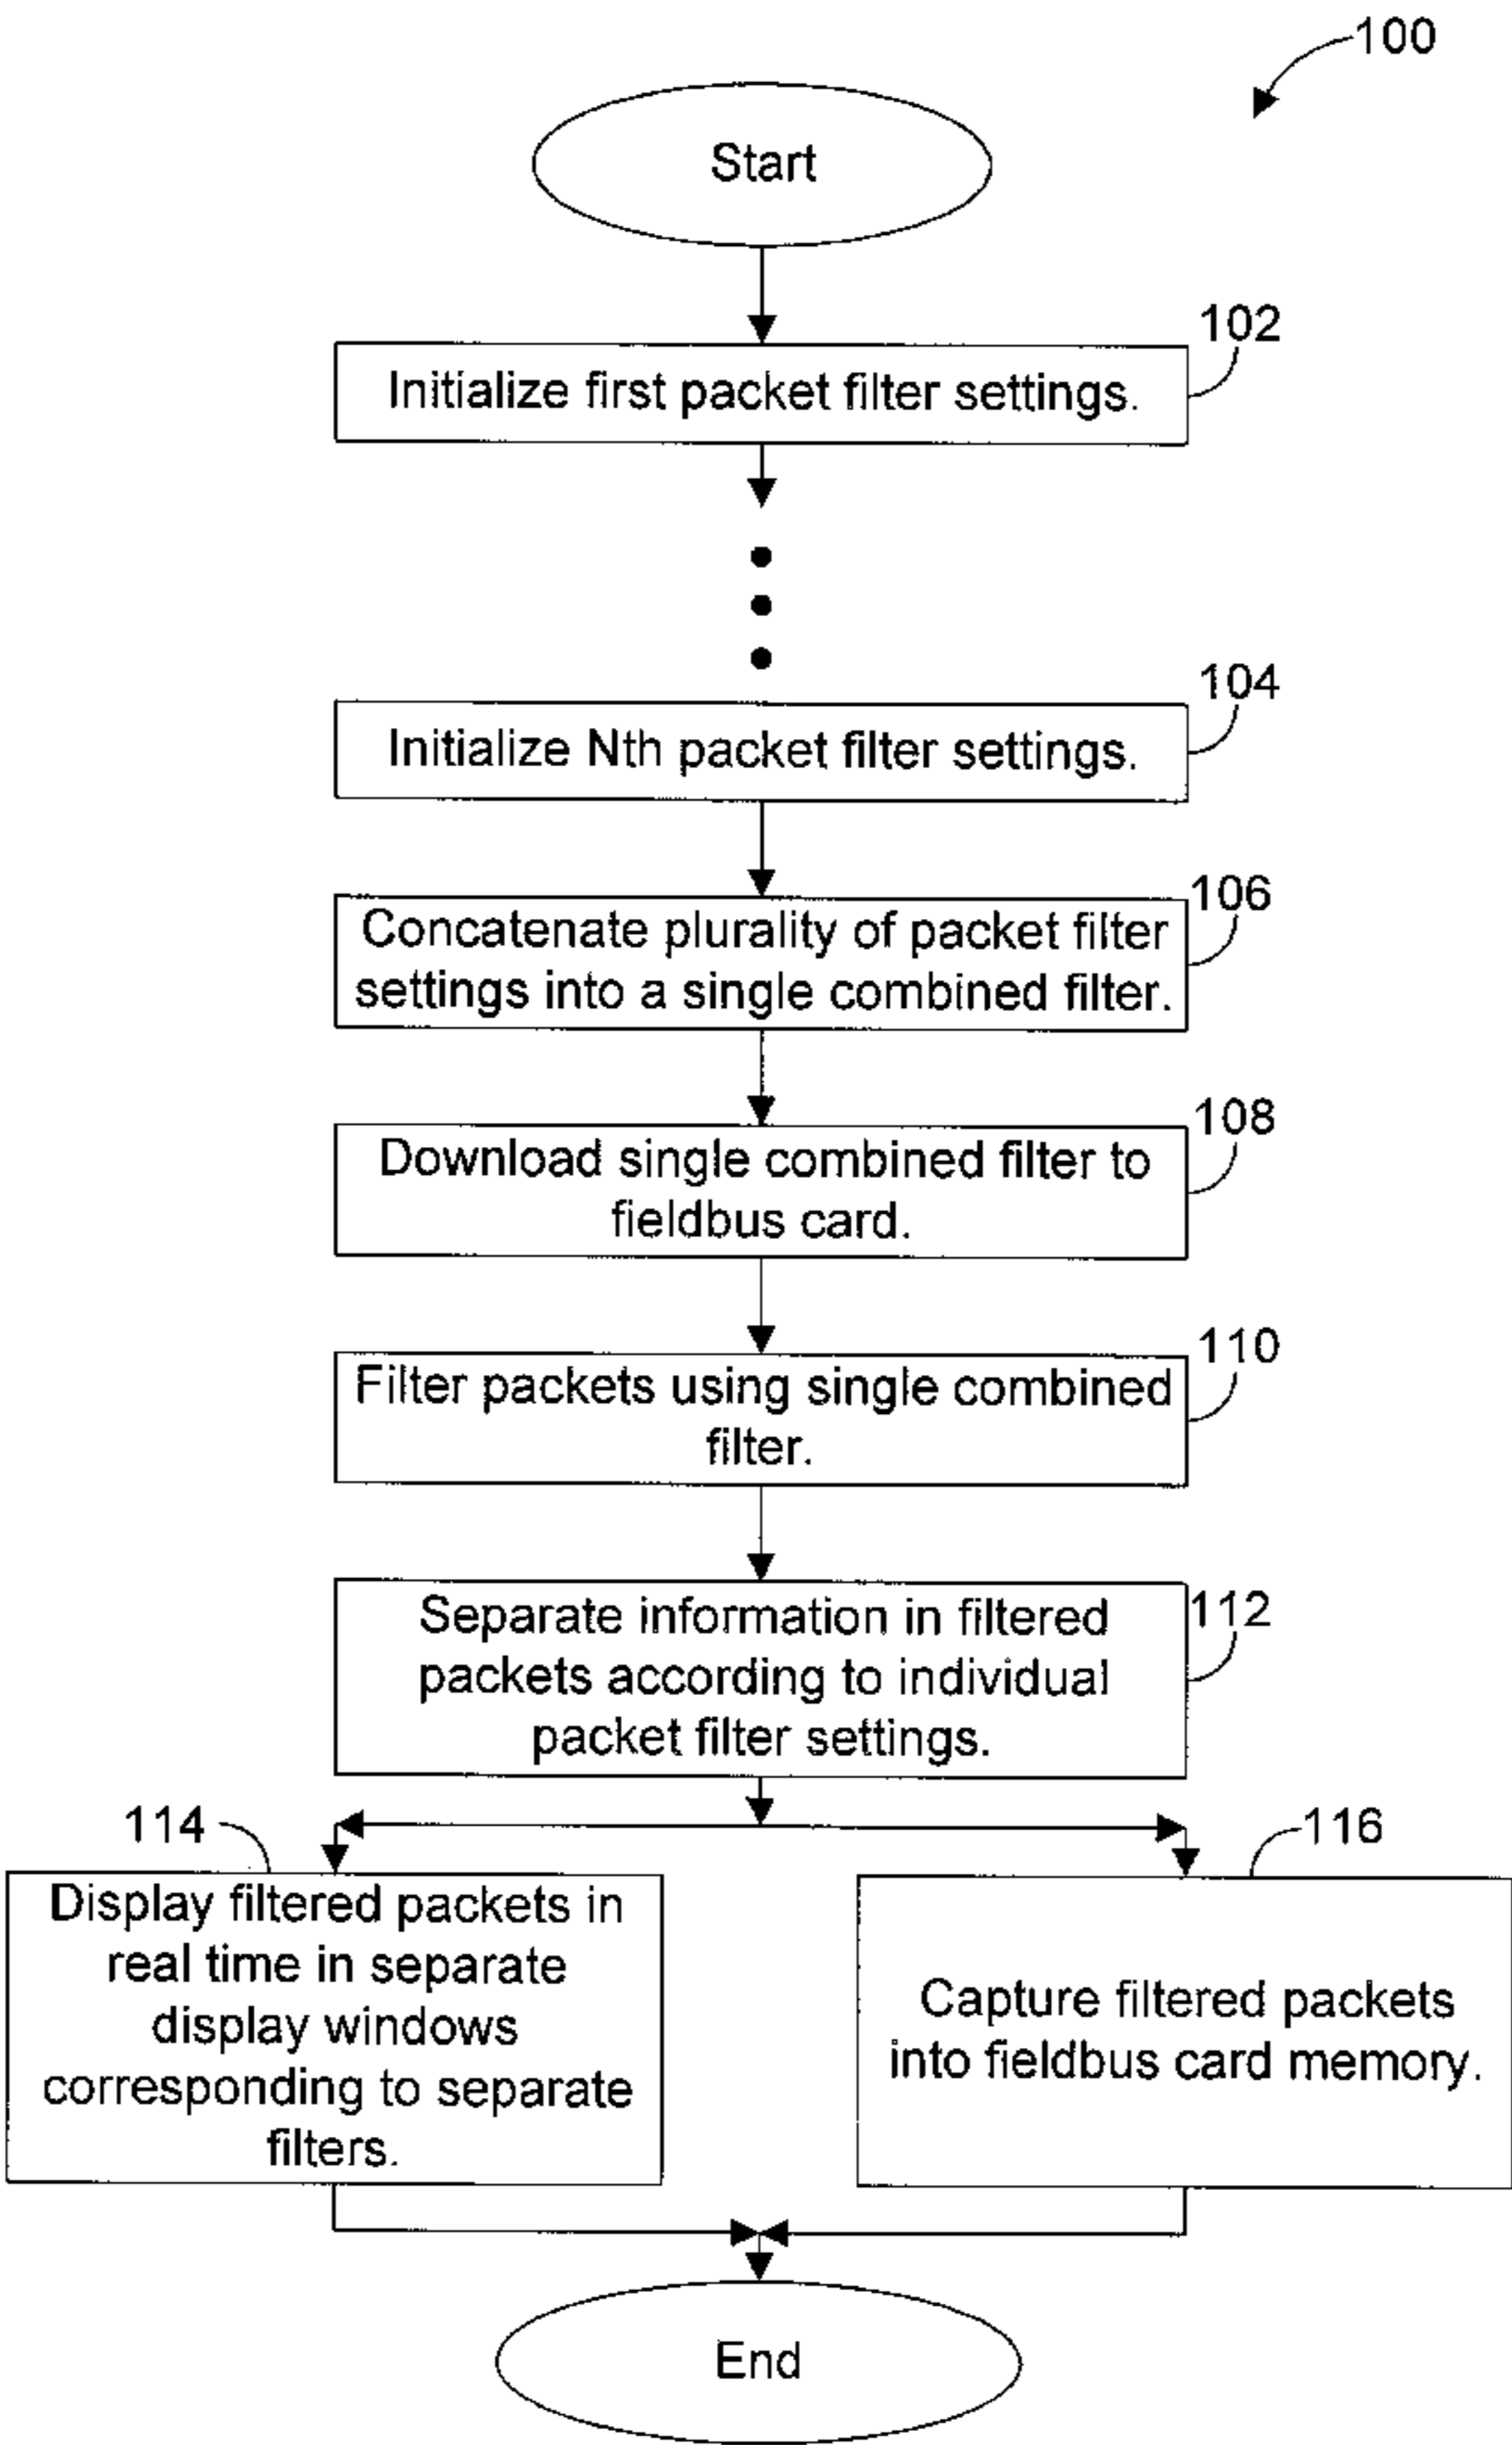 100
Start
102
Initialize first packet filter settings.
104
Initialize Nth packet filter settings.
106
Concatenate plurality of packet filter
settings into a single combined filter.
108
Download single combined filter to
fieldbus card.
110
Filter packets using single combined
filter.
112
Separate information in filtered
packets according to individual
packet filter settings.
114
Display filtered packets in
real time in separate
display windows
corresponding to separate
filters.
116
Capture filtered packets
into fieldbus card memory.
End